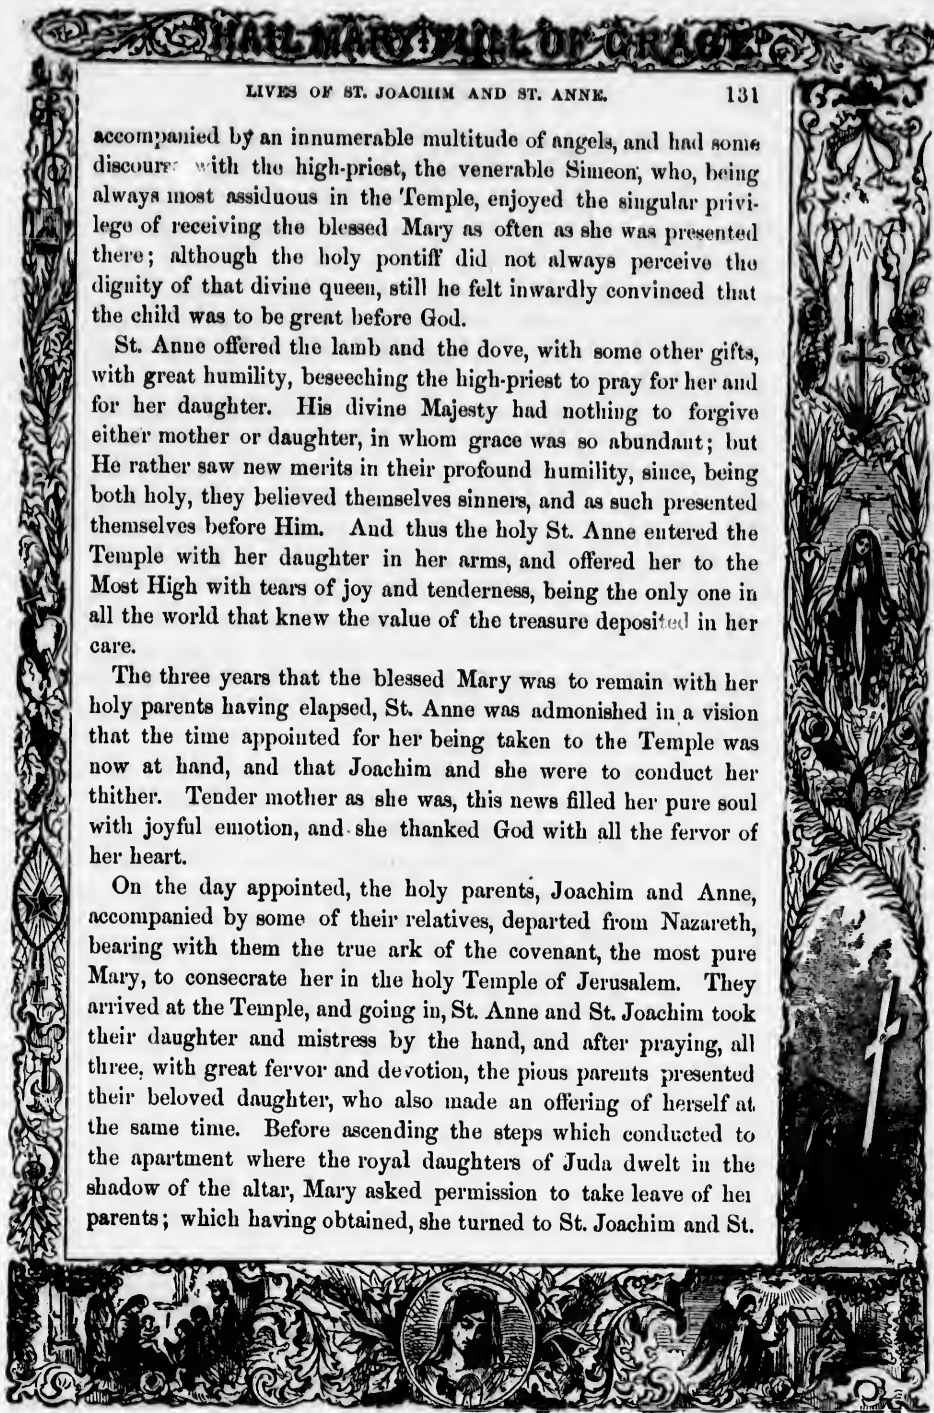 HAIL MARY FULL OF GRACE
LIVES OF ST. JOACHIM AND ST. ANNE. 131
accompanied by an innumerable multitude of angels, and had some
discourse with the high-priest, the venerable Simeon, who, being
always most assiduous in the Temple, enjoyed the singular privi-
lege of receiving the blessed Mary as often as she was presented
there; although the holy pontiff did not always perceive the
dignity of that divine queen, still he felt inwardly convinced that
the child was to be great before God.
St. Anne offered the lamb and the dove, with some other gifts,
with great humility, beseeching the high-priest to pray for her and
for her daughter. His divine Majesty had nothing to forgive
either mother or daughter, in whom grace was so abundant; but
He rather saw new merits in their profound humility, since, being
both holy, they believed themselves sinners, and as such presented
themselves before Him. And thus the holy St. Anne entered the
Temple with her daughter in her arms, and offered her to the
Most High with tears of joy and tenderness, being the only one in
all the world that knew the value of the treasure deposited in her
care.
The three years that the blessed Mary was to remain with her
holy parents having elapsed, St. Anne was admonished in a vision
that the time appointed for her being taken to the Temple was
now at hand, and that Joachim and she were to conduct her
thither. Tender mother as she was, this news filled her pure soul
with joyful emotion, and she thanked God with all the fervor of
her heart.
On the day appointed, the holy parents, Joachim and Anne,
accompanied by some of their relatives, departed from Nazareth,
bearing with them the true ark of the covenant, the most pure
Mary, to consecrate her in the holy Temple of Jerusalem. They
arrived at the Temple, and going in, St. Anne and St. Joachim took
their daughter and mistress by the hand, and after praying, all
three, with great fervor and devotion, the pious parents presented
their beloved daughter, who also made an offering of herself at
the same time. Before ascending the steps which conducted to
the apartment where the royal daughters of Juda dwelt in the
shadow of the altar, Mary asked permission to take leave of her
parents; which having obtained, she turned to St. Joachim and St.